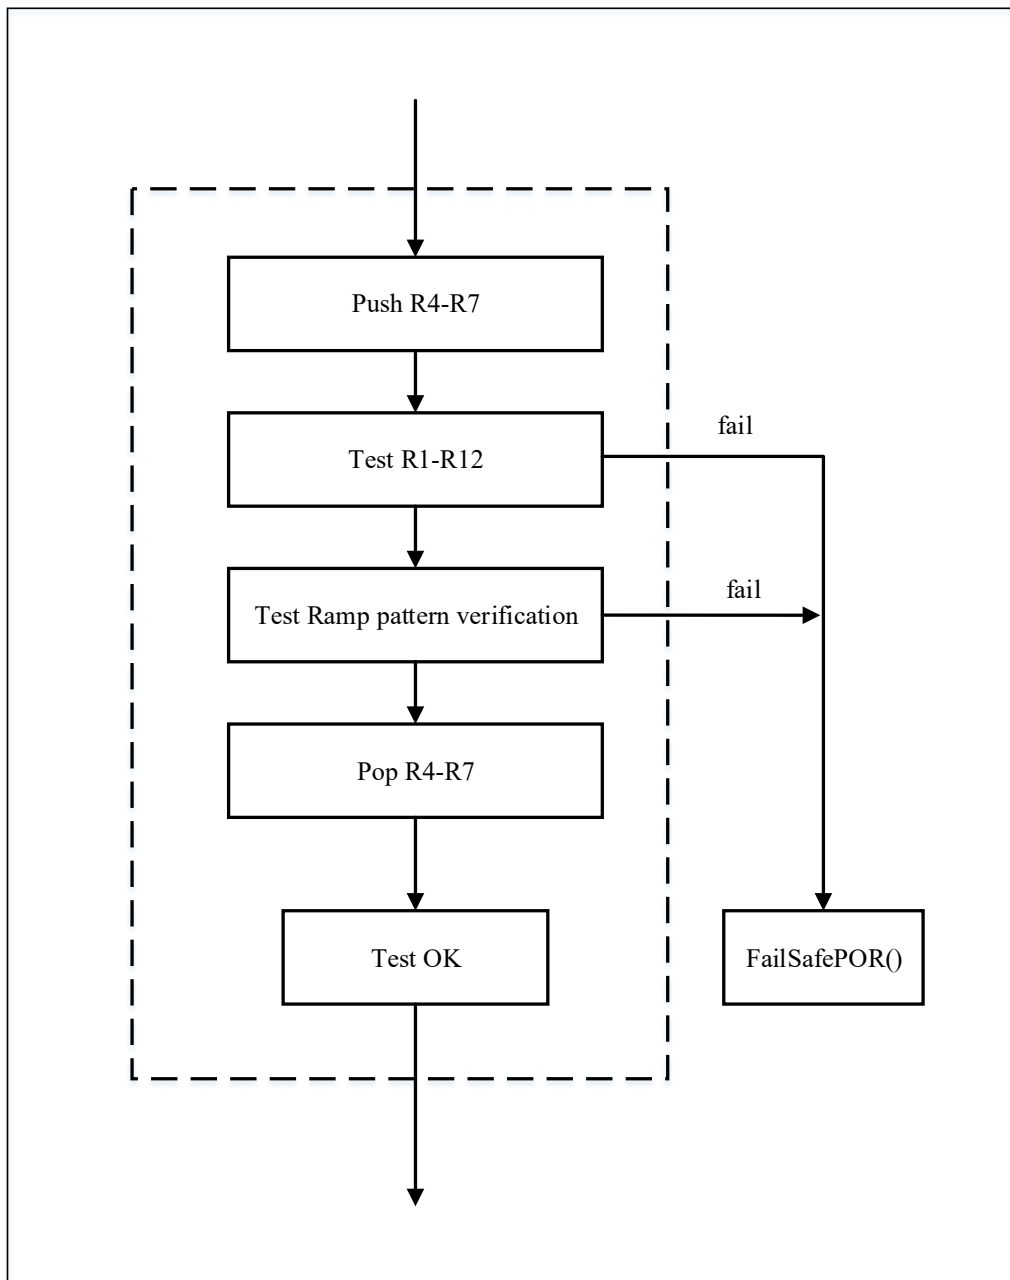 Push R4-R7
Test R1-R12
fail
Test Ramp pattern verification
fail
Pop R4-R7
Test OK
FailSafePOR()